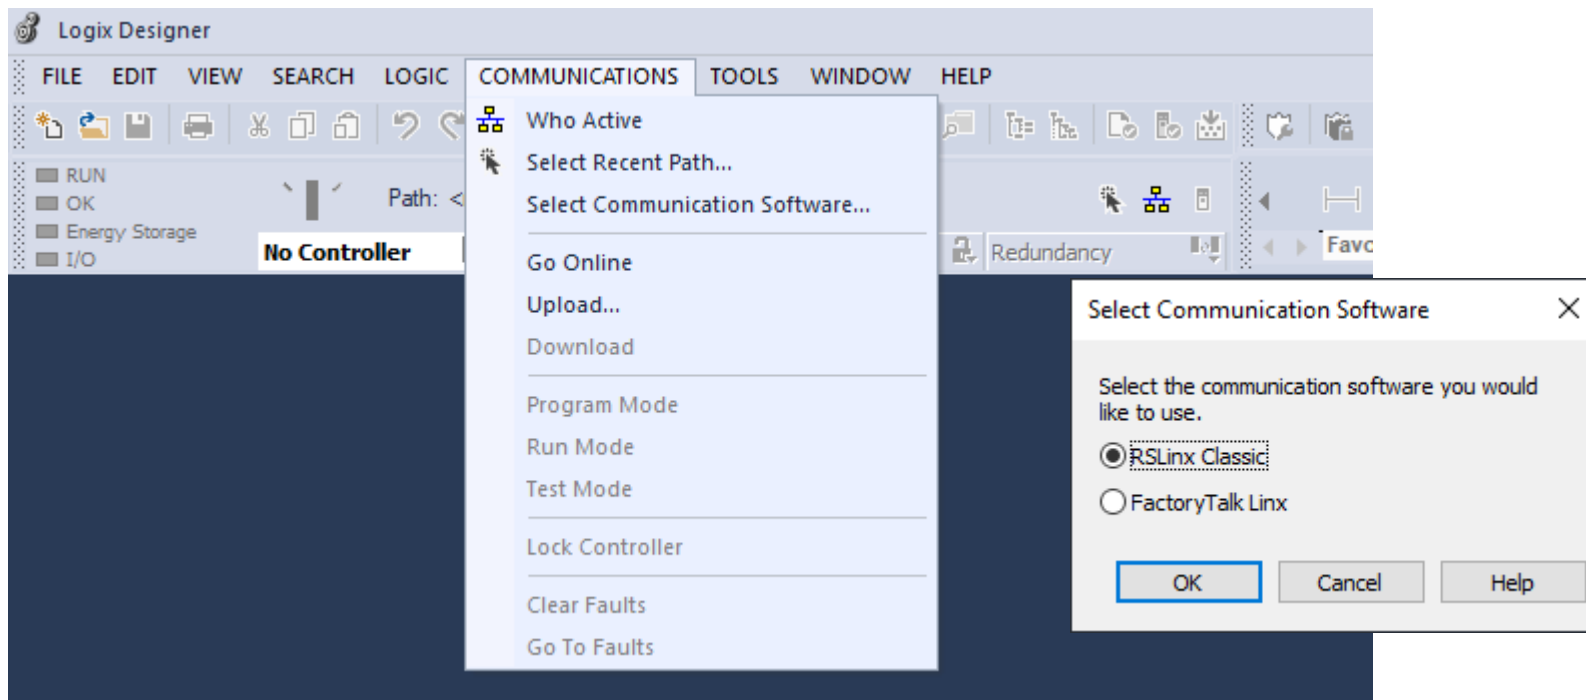 Logix Designer
FILE EDIT VIEW SEARCH LOGIC COMMUNICATIONS TOOLS WINDOW HELP
Who Active
Select Recent Path...
Select Communication Software...
Go Online
Upload...
Download
Program Mode
Run Mode
Test Mode
Lock Controller
Clear Faults
Go To Faults
RUN
OK
Energy Storage
I/O
Path: <
No Controller
Redundancy
Favo
Select Communication Software
Select the communication software you would
like to use.
RSLinx Classic
FactoryTalk Linx
OK Cancel Help